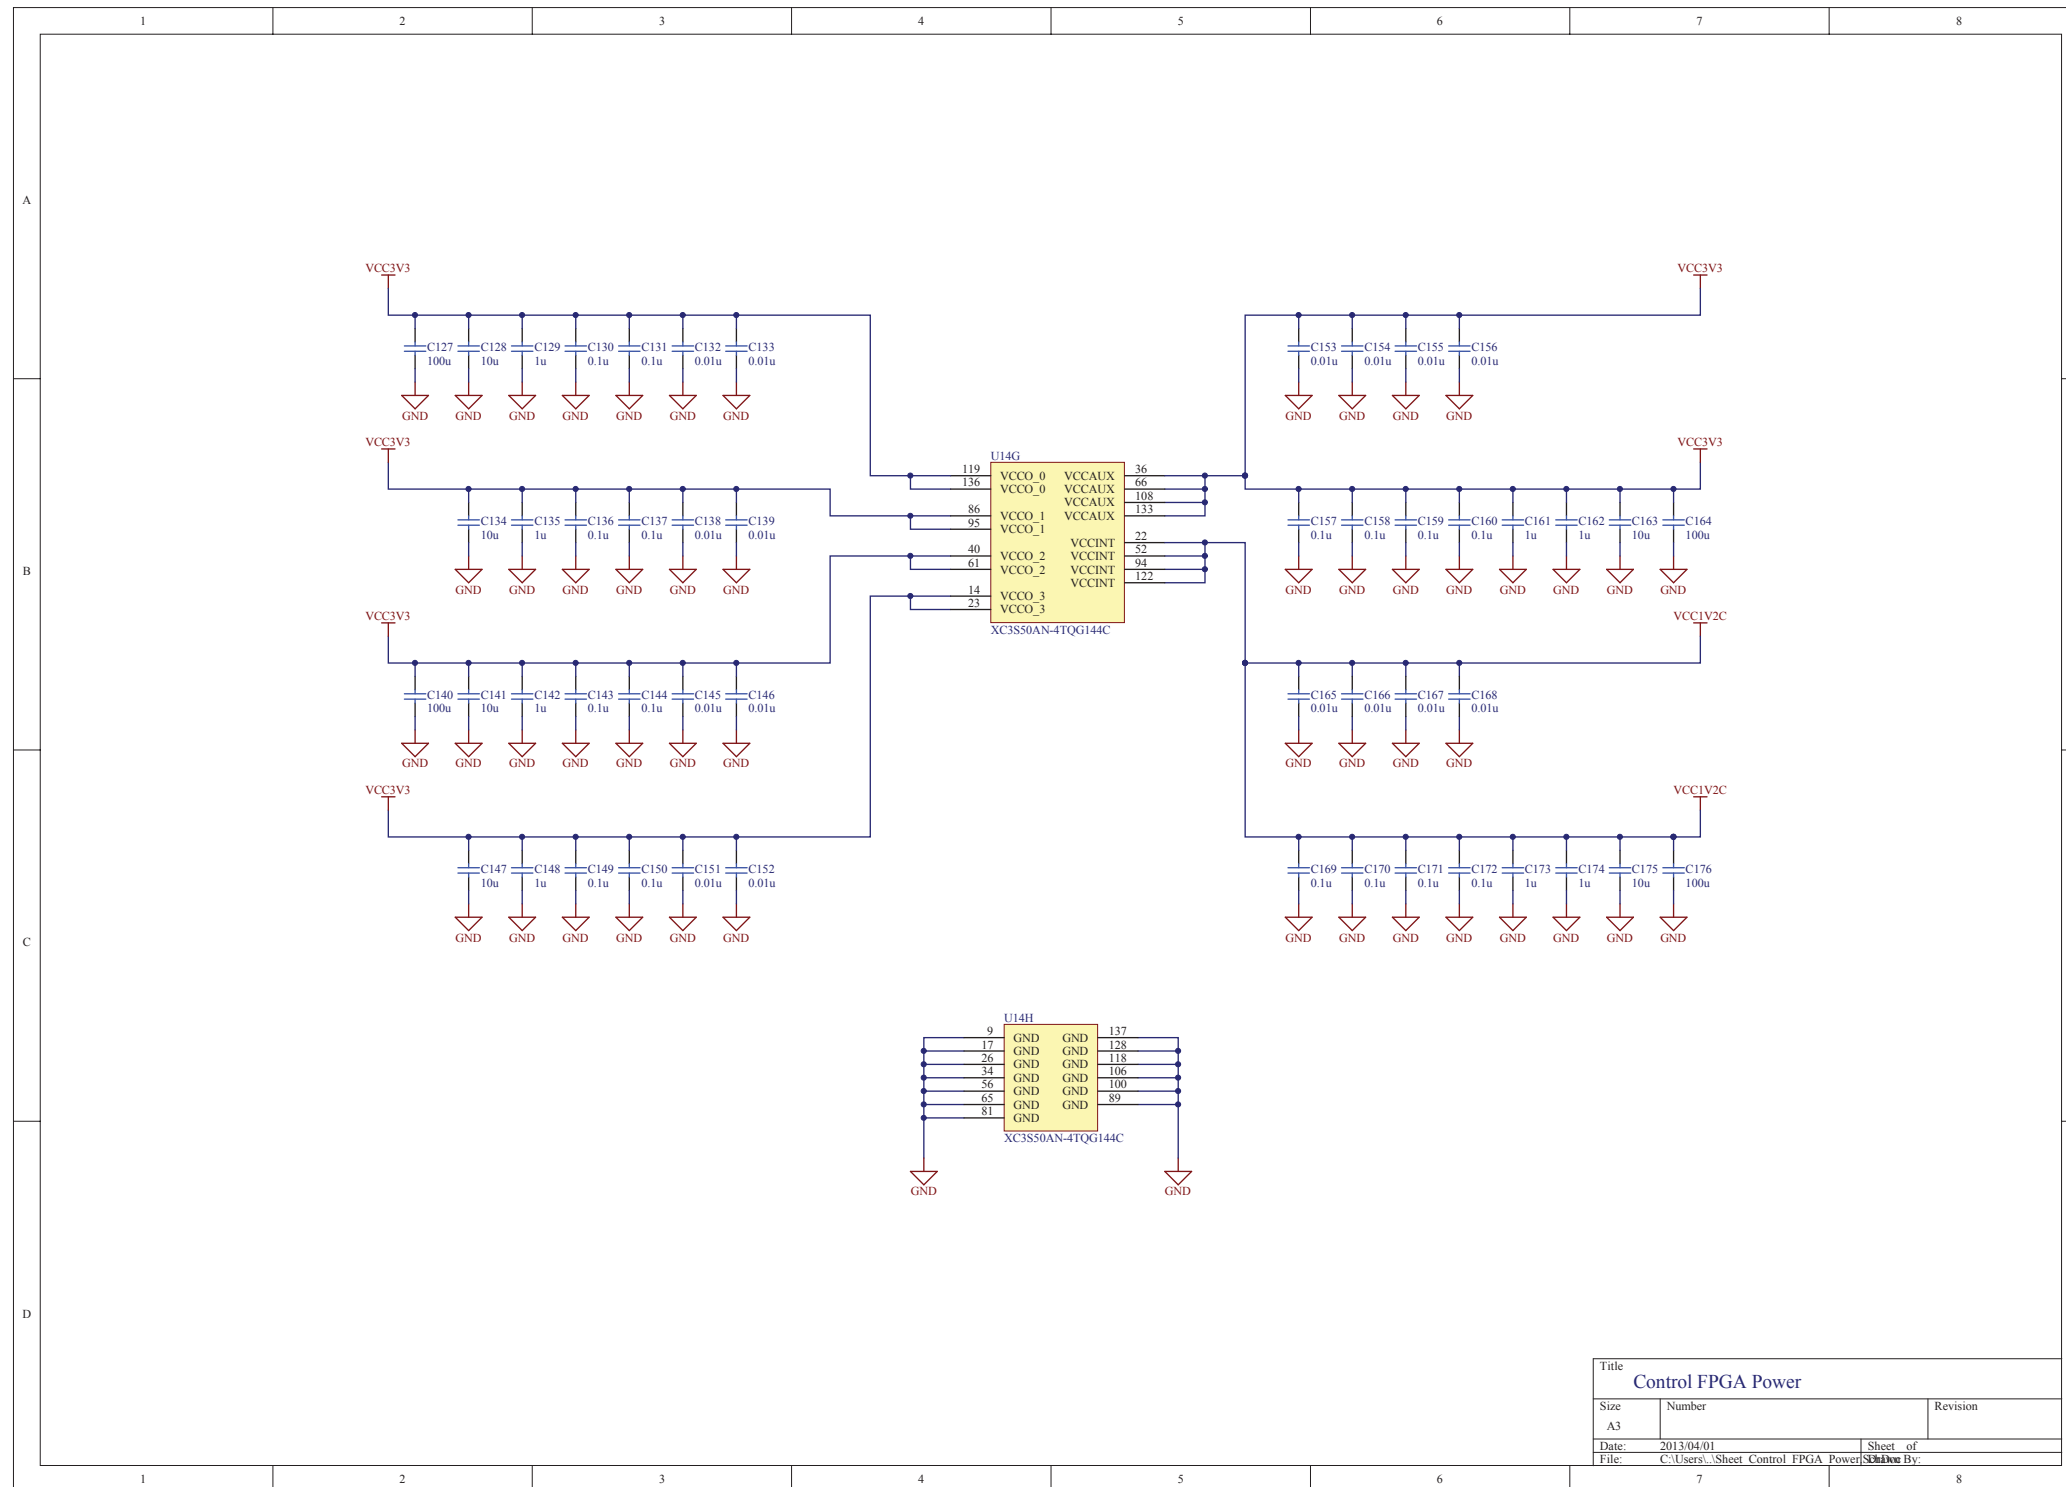 1 2 3 4 5 6 7 8
A
VCC3V3 VCC3V3
C127 C128 C129 C130 C131 C132 C133 C153 C154 C155 C156
100u 10u 1u 0.1u 0.1u 0.01u 0.01u 0.01u 0.01u 0.01u 0.01u
GND GND GND GND GND GND GND GND GND GND GND
VCC3V3 VCC3V3
U14G
119 VCCO_0 VCCAUX 36
136 VCCO_0 VCCAUX 66
VCCAUX 108
86 VCCO_1 VCCAUX 133
95 VCCO_1
VCCINT 22
40 VCCO_2 VCCINT 52
61 VCCO_2 VCCINT 94
VCCINT 122
14 VCCO_3
23 VCCO_3
XC3S50AN-4TQG144C
C134 C135 C136 C137 C138 C139 C157 C158 C159 C160 C161 C162 C163 C164
10u 1u 0.1u 0.1u 0.01u 0.01u 0.1u 0.1u 0.1u 0.1u 1u 1u 10u 100u
B
GND GND GND GND GND GND GND GND GND GND GND GND GND GND
VCC3V3 VCC1V2C
C140 C141 C142 C143 C144 C145 C146 C165 C166 C167 C168
100u 10u 1u 0.1u 0.1u 0.01u 0.01u 0.01u 0.01u 0.01u 0.01u
GND GND GND GND GND GND GND GND GND GND GND
VCC3V3 VCC1V2C
C147 C148 C149 C150 C151 C152 C169 C170 C171 C172 C173 C174 C175 C176
10u 1u 0.1u 0.1u 0.01u 0.01u 0.1u 0.1u 0.1u 0.1u 1u 1u 10u 100u
GND GND GND GND GND GND GND GND GND GND GND GND GND GND
C
U14H
9 GND GND 137
17 GND GND 128
26 GND GND 118
34 GND GND 106
56 GND GND 100
65 GND GND 89
81 GND
XC3S50AN-4TQG144C
GND GND
D
Title
Control FPGA Power
Size Number Revision
A3
Date: 2013/04/01 Sheet of
File: C:\Users\..\Sheet Control FPGA Power By:
1 2 3 4 5 6 7 8